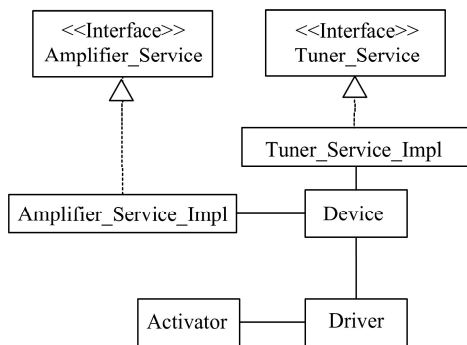 <<Interface>>
Amplifier_Service
<<Interface>>
Tuner_Service
Tuner_Service_Impl
Amplifier_Service_Impl
Device
Activator
Driver